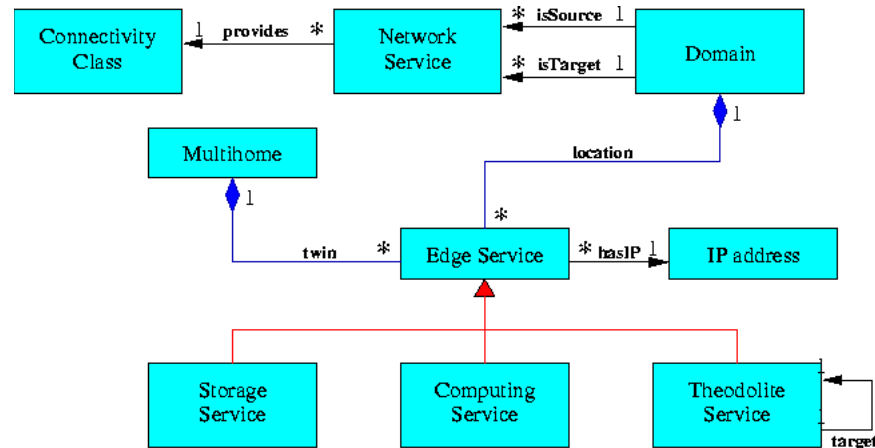 Connectivity
Class
1
provides
*
Network
Service
*
isSource
1
*
isTarget
1
Domain
1
Multihome
1
location
*
twin
*
Edge Service
*
hasIP
1
IP address
Storage
Service
Computing
Service
Theodolite
Service
1
target